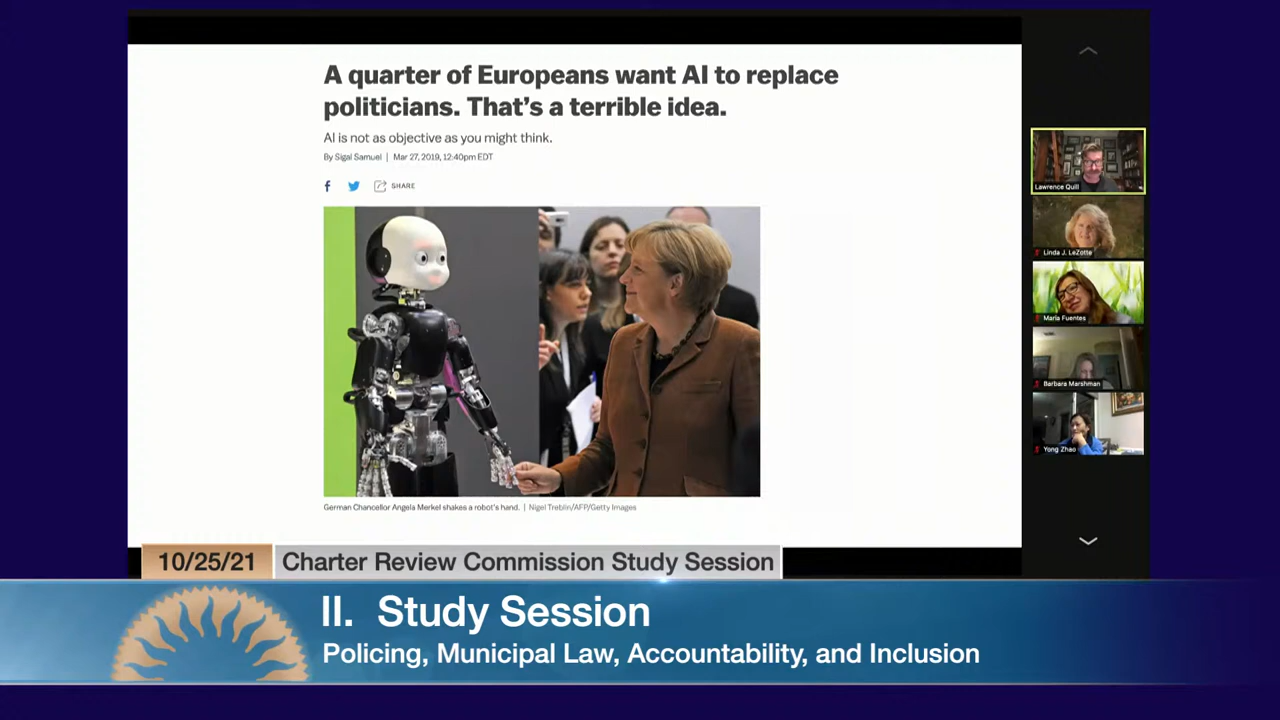 A quarter of Europeans want AI to replace
politicians. That's a terrible idea.
AI is not as objective as you might think.
By Sigal Samuel | Mar 27, 2019, 12:40pm EDT
SHARE
German Chancellor Angela Merkel shakes a robot's hand. | Nigel Treblin/AFP/Getty Images
Lawrence Quill
Linda J. LeZotte
Maria Fuentes
Barbara Marshman
Yong Zhao
10/25/21 Charter Review Commission Study Session
II. Study Session
Policing, Municipal Law, Accountability, and Inclusion